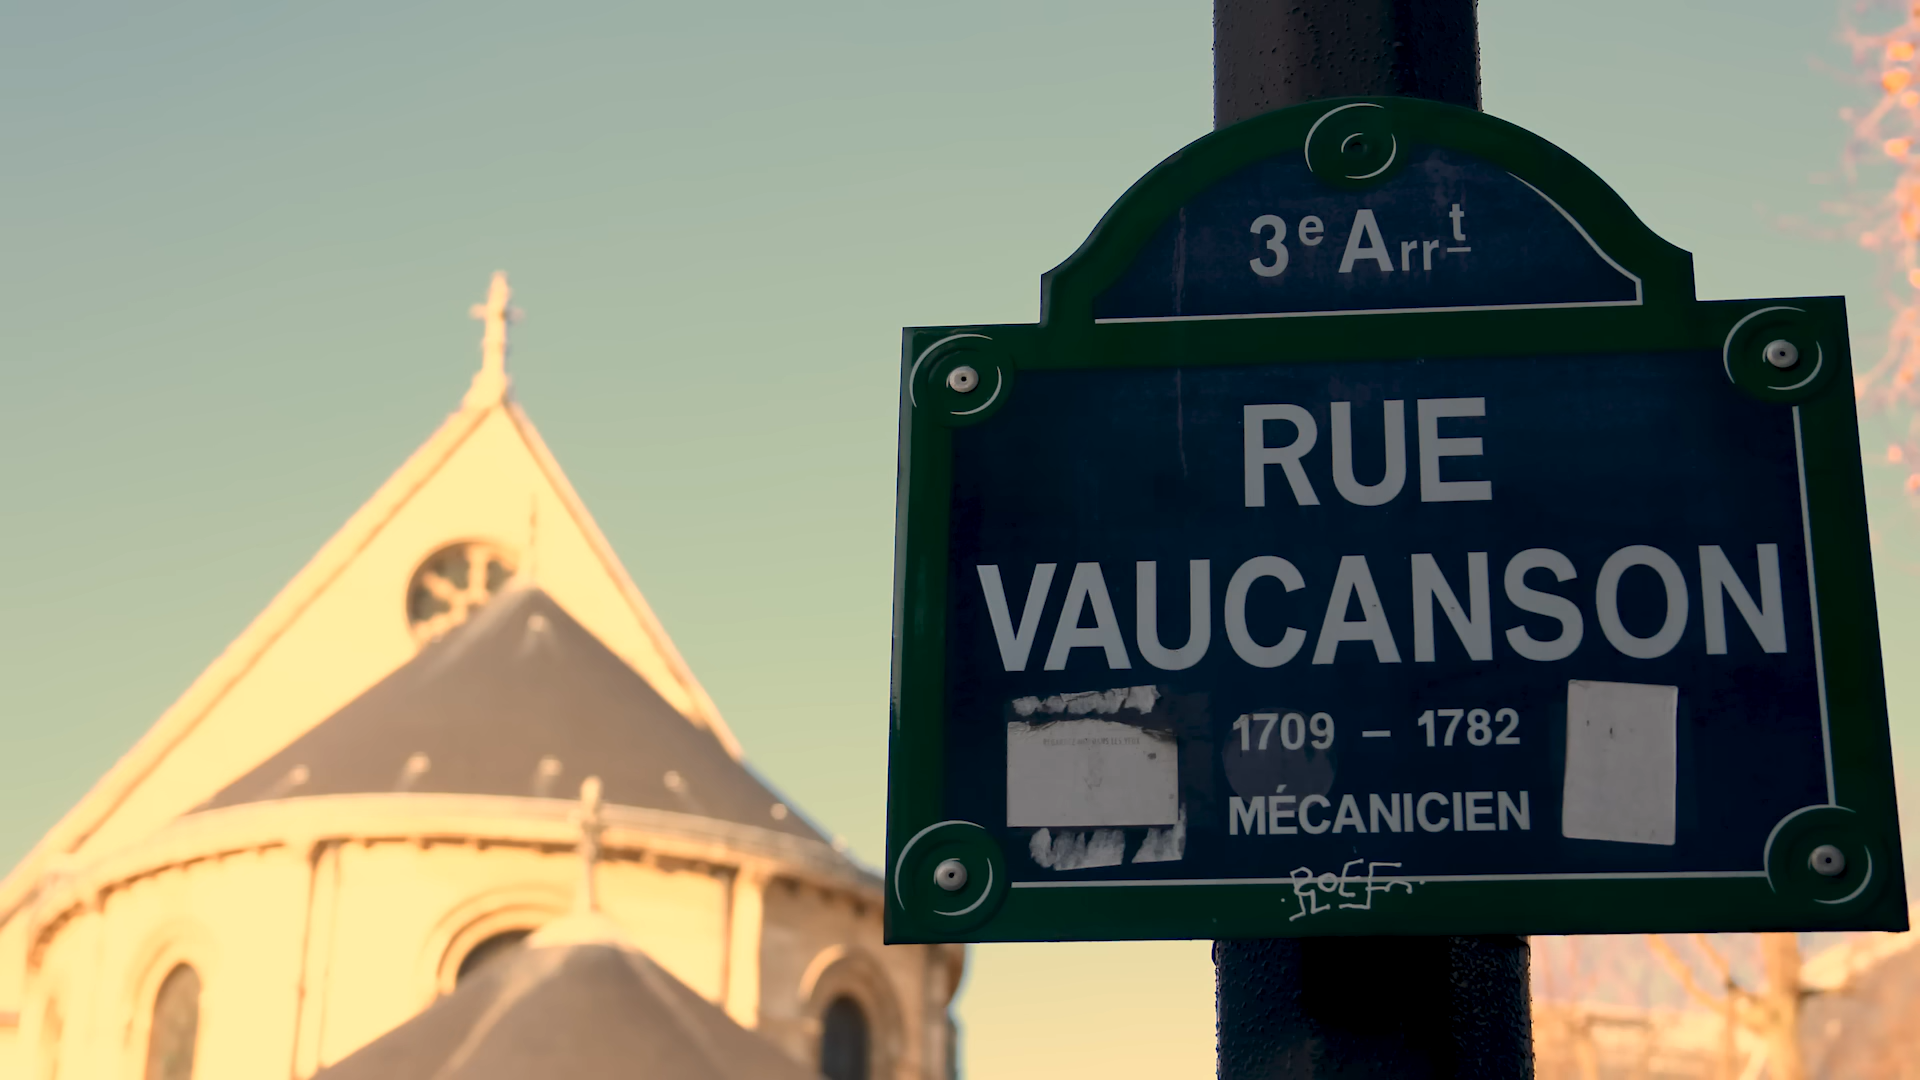 3e Arrt
RUE
VAUCANSON
1709 – 1782
MÉCANICIEN